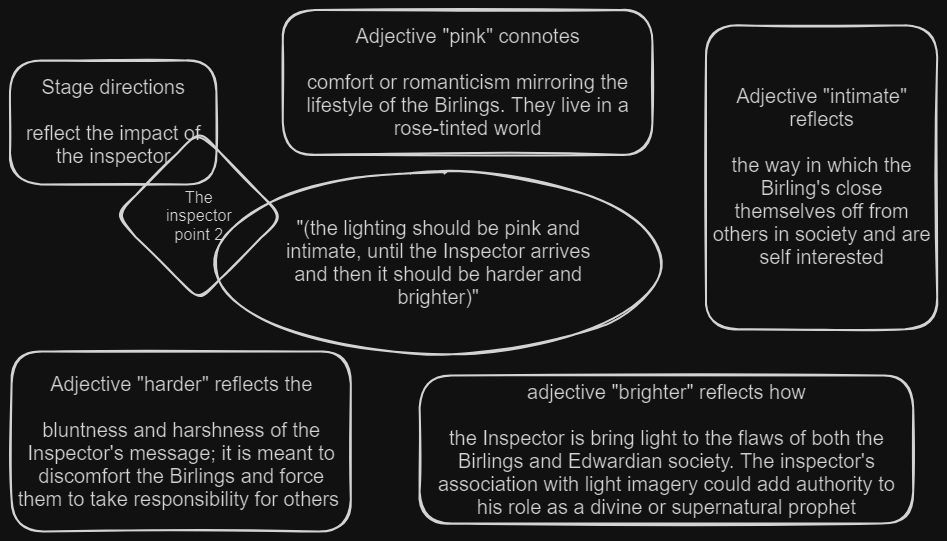 Stage directions
reflect the impact of
the inspector
The
inspector
point 2
Adjective "pink" connotes
comfort or romanticism mirroring the
lifestyle of the Birlings. They live in a
rose-tinted world
Adjective "intimate"
reflects
the way in which the
Birling's close
themselves off from
others in society and are
self interested
"(the lighting should be pink and
intimate, until the Inspector arrives
and then it should be harder and
brighter)"
Adjective "harder" reflects the
bluntness and harshness of the
Inspector's message; it is meant to
discomfort the Birlings and force
them to take responsibility for others
adjective "brighter" reflects how
the Inspector is bring light to the flaws of both the
Birlings and Edwardian society. The inspector's
association with light imagery could add authority to
his role as a divine or supernatural prophet